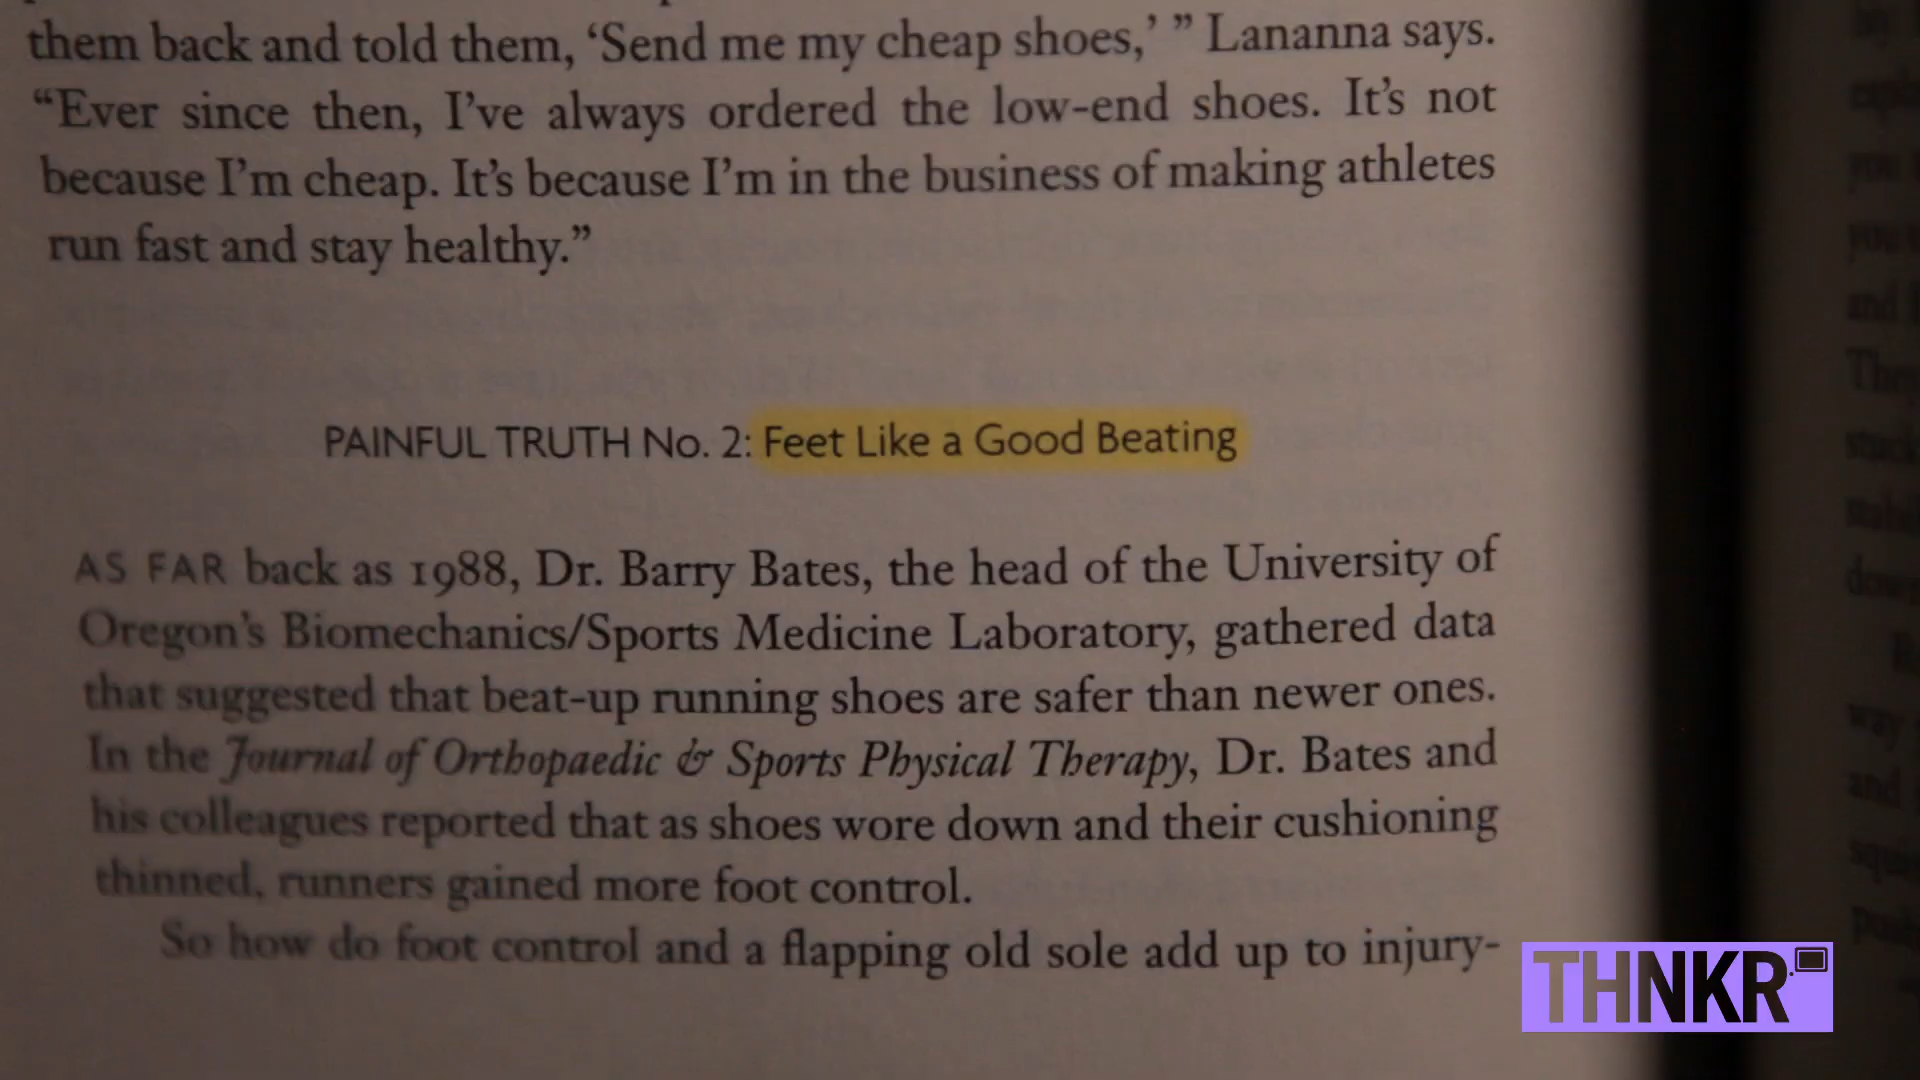 them back and told them, ‘Send me my cheap shoes,’ ” Lananna says.
“Ever since then, I’ve always ordered the low-end shoes. It’s not
because I’m cheap. It’s because I’m in the business of making athletes
run fast and stay healthy.”
PAINFUL TRUTH No. 2: Feet Like a Good Beating
AS FAR back as 1988, Dr. Barry Bates, the head of the University of
Oregon’s Biomechanics/Sports Medicine Laboratory, gathered data
that suggested that beat-up running shoes are safer than newer ones.
In the Journal of Orthopaedic & Sports Physical Therapy, Dr. Bates and
his colleagues reported that as shoes wore down and their cushioning
thinned, runners gained more foot control.
So how do foot control and a flapping old sole add up to injury-
THNKR